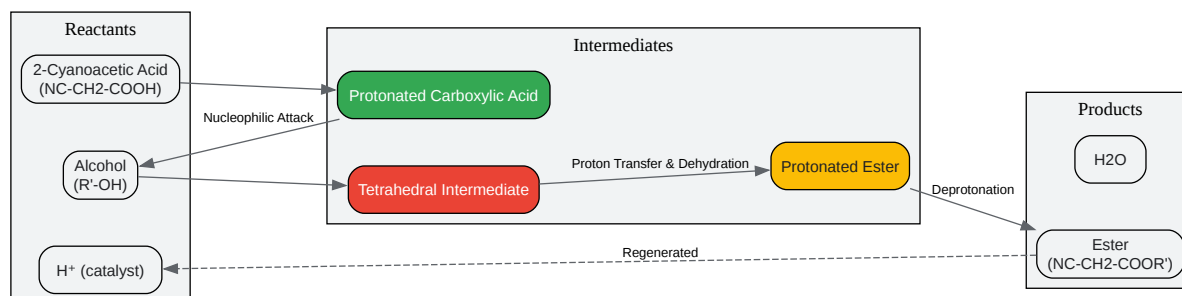 Reactants
2-Cyanoacetic Acid
(NC-CH2-COOH)
Alcohol
(R'-OH)
H⁺ (catalyst)
Intermediates
Protonated Carboxylic Acid
Nucleophilic Attack
Tetrahedral Intermediate
Proton Transfer & Dehydration
Protonated Ester
Deprotonation
Regenerated
Products
H2O
Ester
(NC-CH2-COOR')